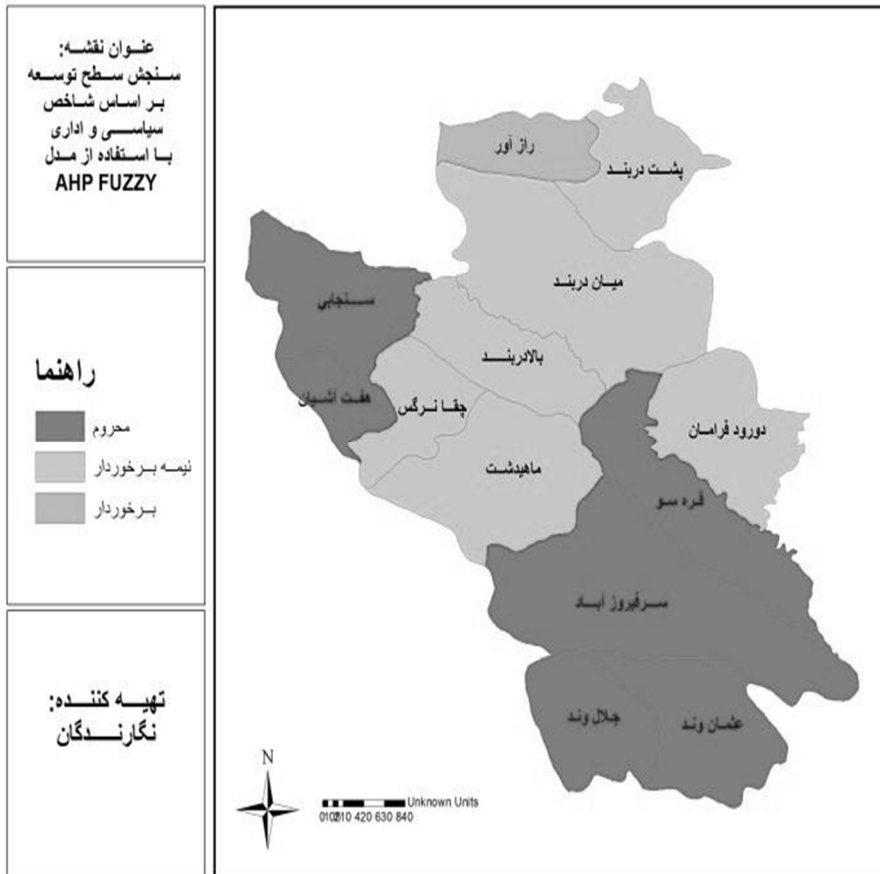 عنوان نقشه:
سنجش سطح توسعه
بر اساس شاخص
سیاسی و اداری
با استفاده از مدل
AHP FUZZY
راهنما
محروم
نیمه برخوردار
برخوردار
تهیه کننده:
نگارندگان
راز آور
پشت دربند
میان دربند
سنجابی
بالادربند
هفت آشیان
چقا نرگس
دورود فرامان
ماهیدشت
قره سو
سرفیروز آباد
جلال وند
عثمان وند
N
Unknown Units
420 630 840